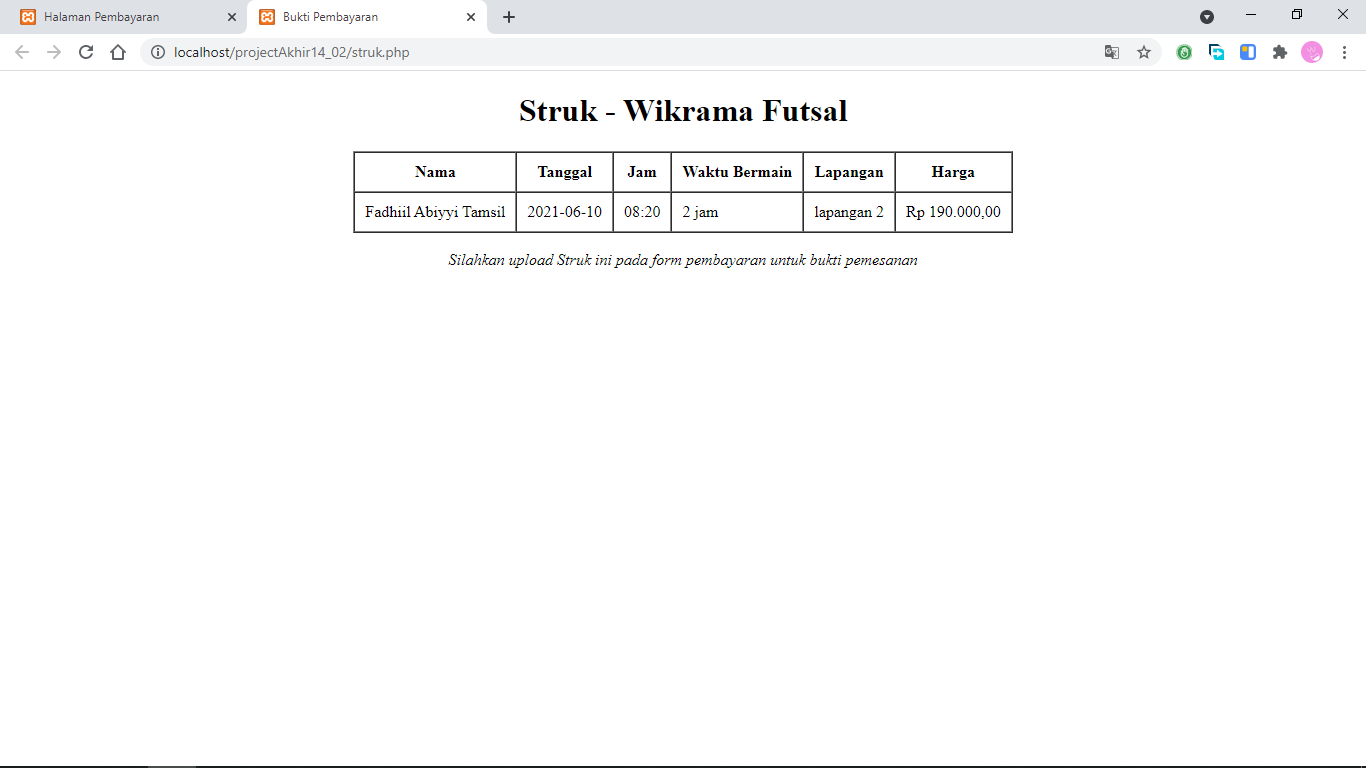 Halaman Pembayaran
Bukti Pembayaran
localhost/projectAkhir14_02/struk.php
Struk - Wikrama Futsal
Nama Tanggal Jam Waktu Bermain Lapangan Harga
Fadhiil Abiyyi Tamsil 2021-06-10 08:20 2 jam lapangan 2 Rp 190.000,00
Silahkan upload Struk ini pada form pembayaran untuk bukti pemesanan